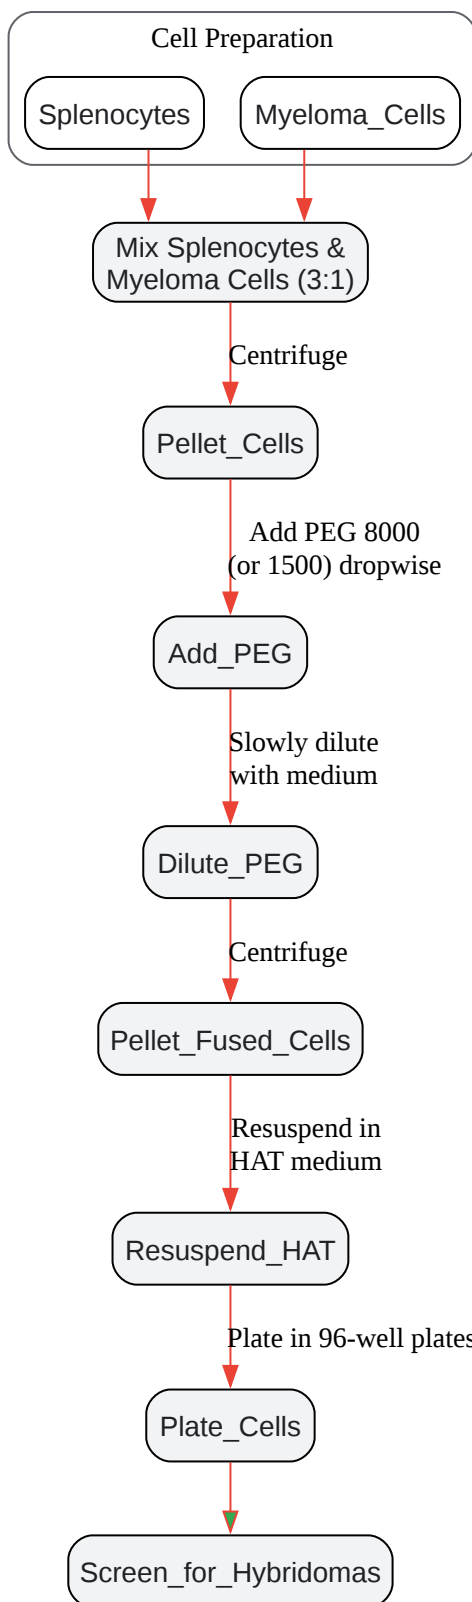 Cell Preparation
Splenocytes
Myeloma_Cells
Mix Splenocytes &
Myeloma Cells (3:1)
Centrifuge
Pellet_Cells
Add PEG 8000
(or 1500) dropwise
Add_PEG
Slowly dilute
with medium
Dilute_PEG
Centrifuge
Pellet_Fused_Cells
Resuspend in
HAT medium
Resuspend_HAT
Plate in 96-well plates
Plate_Cells
Screen_for_Hybridomas